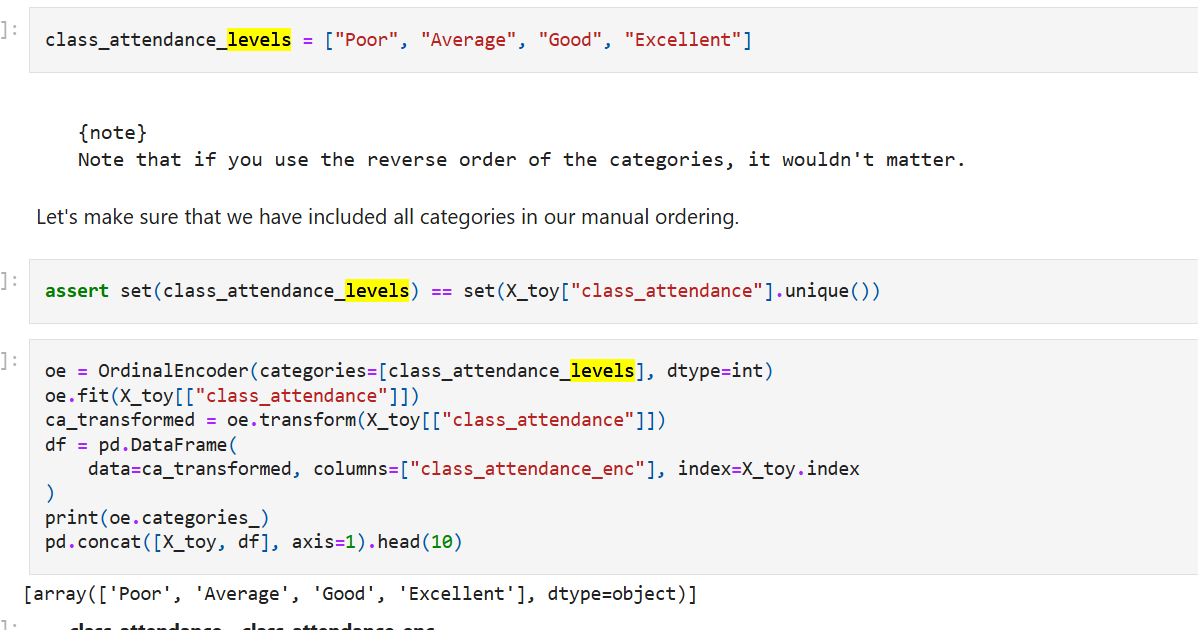 ]:
class_attendance_levels = ["Poor", "Average", "Good", "Excellent"]
{note}
Note that if you use the reverse order of the categories, it wouldn't matter.
Let's make sure that we have included all categories in our manual ordering.
]:
assert set(class_attendance_levels) == set(X_toy["class_attendance"].unique())
]:
oe = OrdinalEncoder(categories=[class_attendance_levels], dtype=int)
oe.fit(X_toy[["class_attendance"]])
ca_transformed = oe.transform(X_toy[["class_attendance"]])
df = pd.DataFrame(
    data=ca_transformed, columns=["class_attendance_enc"], index=X_toy.index
)
print(oe.categories_)
pd.concat([X_toy, df], axis=1).head(10)
[array(['Poor', 'Average', 'Good', 'Excellent'], dtype=object)]
]:
class_attendance class_attendance_enc